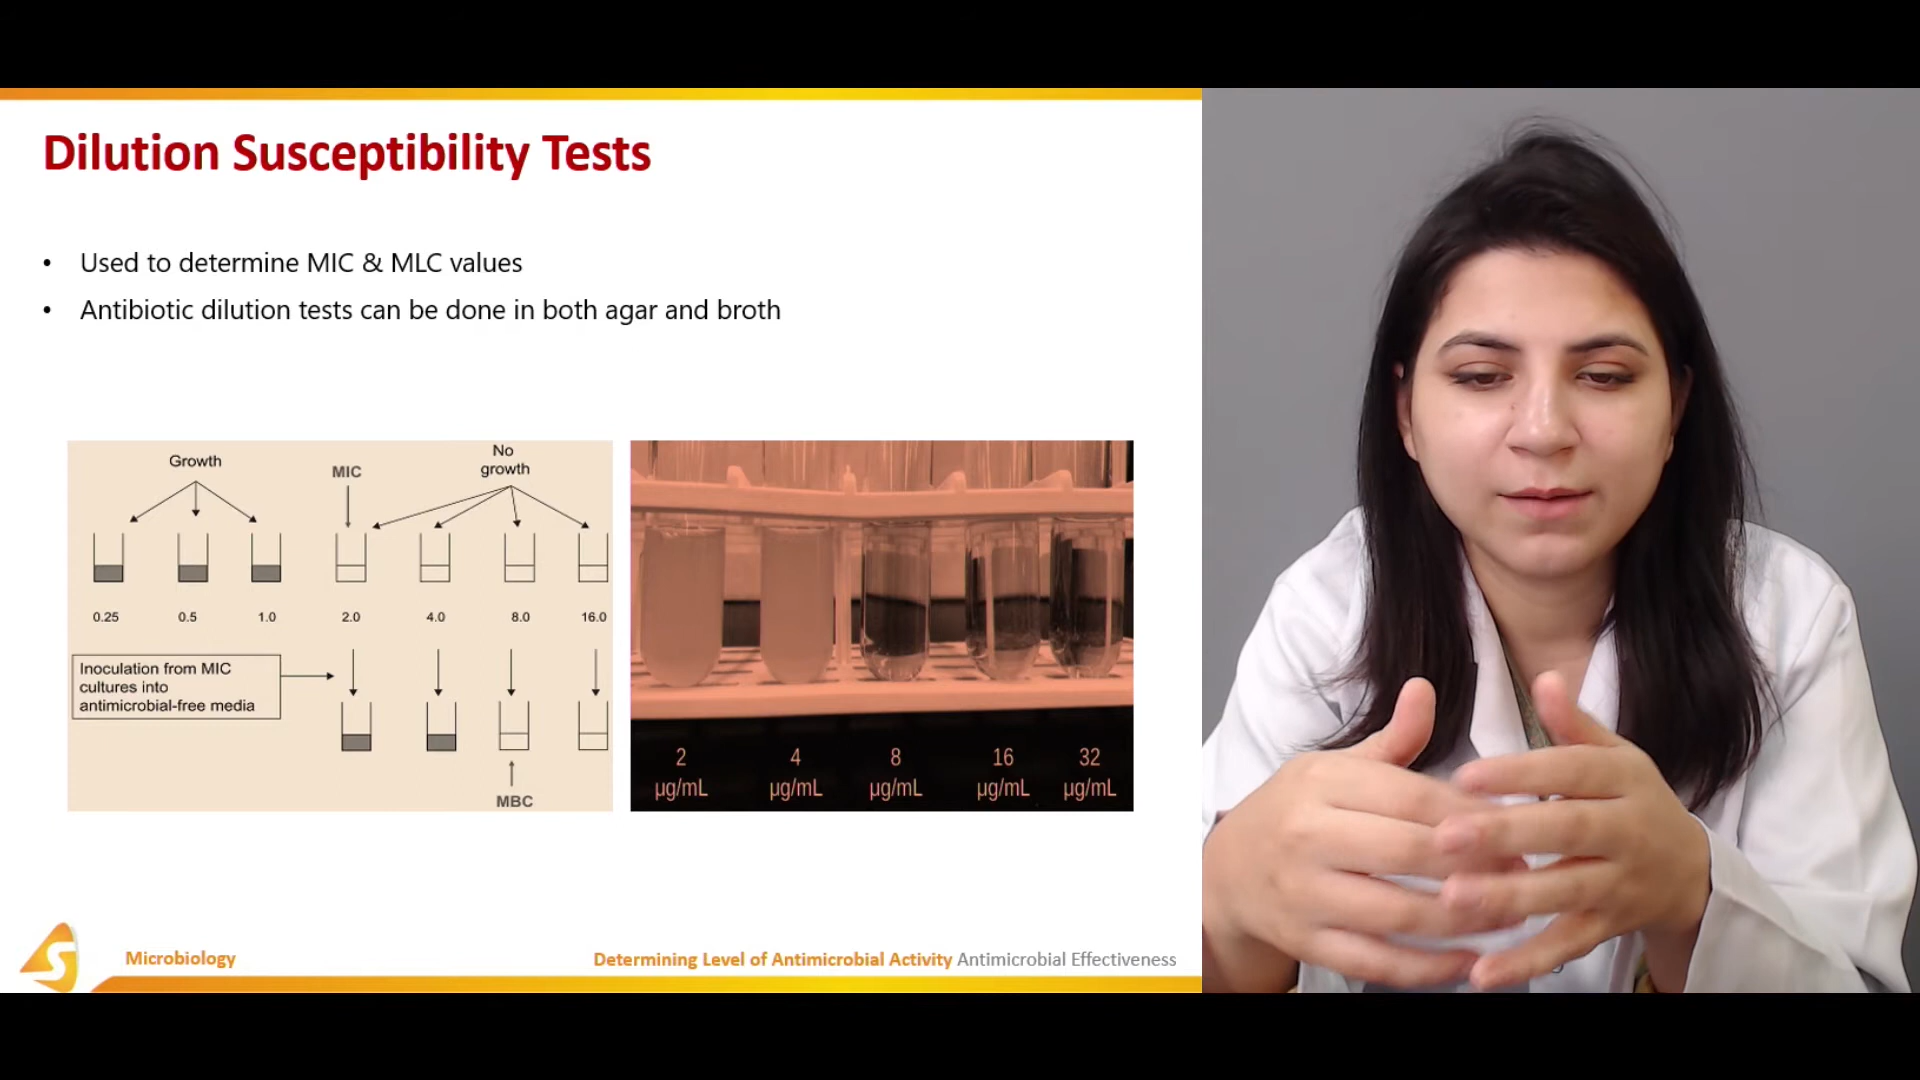 Dilution Susceptibility Tests
• Used to determine MIC & MLC values
• Antibiotic dilution tests can be done in both agar and broth
Growth
MIC
No
growth
0.25 0.5 1.0 2.0 4.0 8.0 16.0
Inoculation from MIC
cultures into
antimicrobial-free media
MBC
2 4 8 16 32
µg/mL µg/mL µg/mL µg/mL µg/mL
S
Microbiology
Determining Level of Antimicrobial Activity Antimicrobial Effectiveness